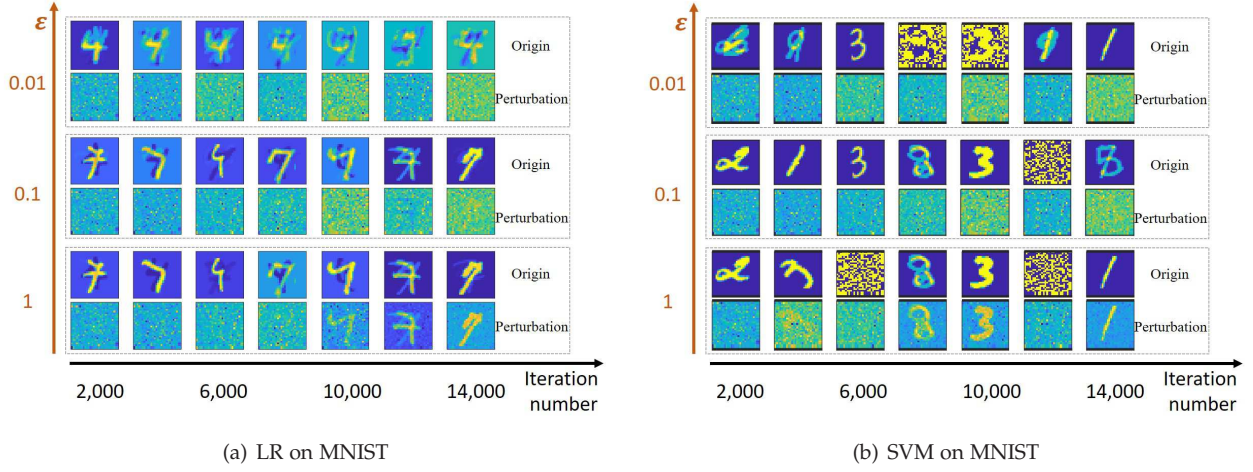 ε
Origin
0.01
Perturbation
Origin
0.1
Perturbation
Origin
1
Perturbation
2,000 6,000 10,000 14,000 Iteration number
(a) LR on MNIST
ε
Origin
0.01
Perturbation
Origin
0.1
Perturbation
Origin
1
Perturbation
2,000 6,000 10,000 14,000 Iteration number
(b) SVM on MNIST